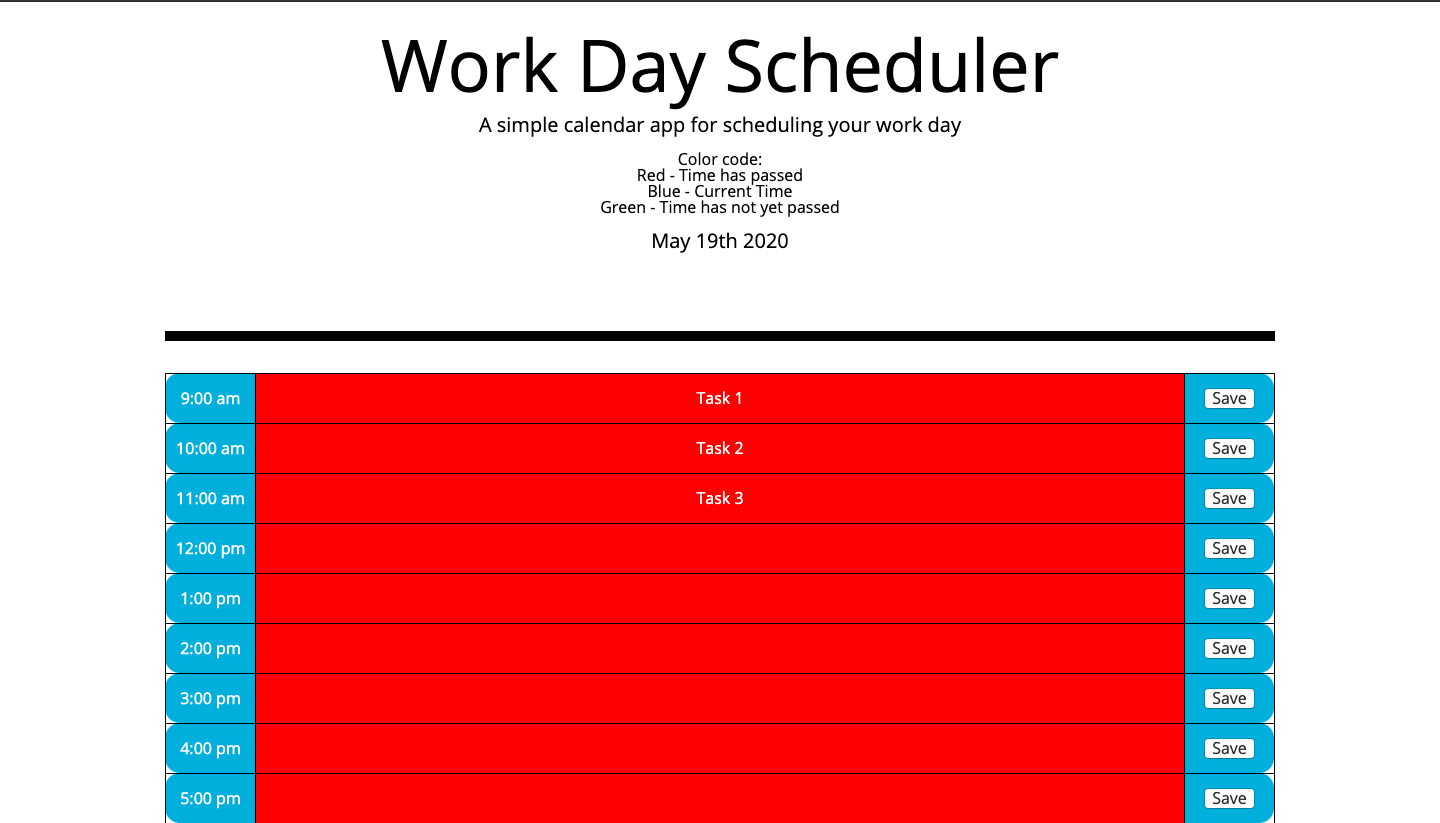 Work Day Scheduler
A simple calendar app for scheduling your work day
Color code:
Red - Time has passed
Blue - Current Time
Green - Time has not yet passed
May 19th 2020
9:00 am Task 1 Save
10:00 am Task 2 Save
11:00 am Task 3 Save
12:00 pm Save
1:00 pm Save
2:00 pm Save
3:00 pm Save
4:00 pm Save
5:00 pm Save